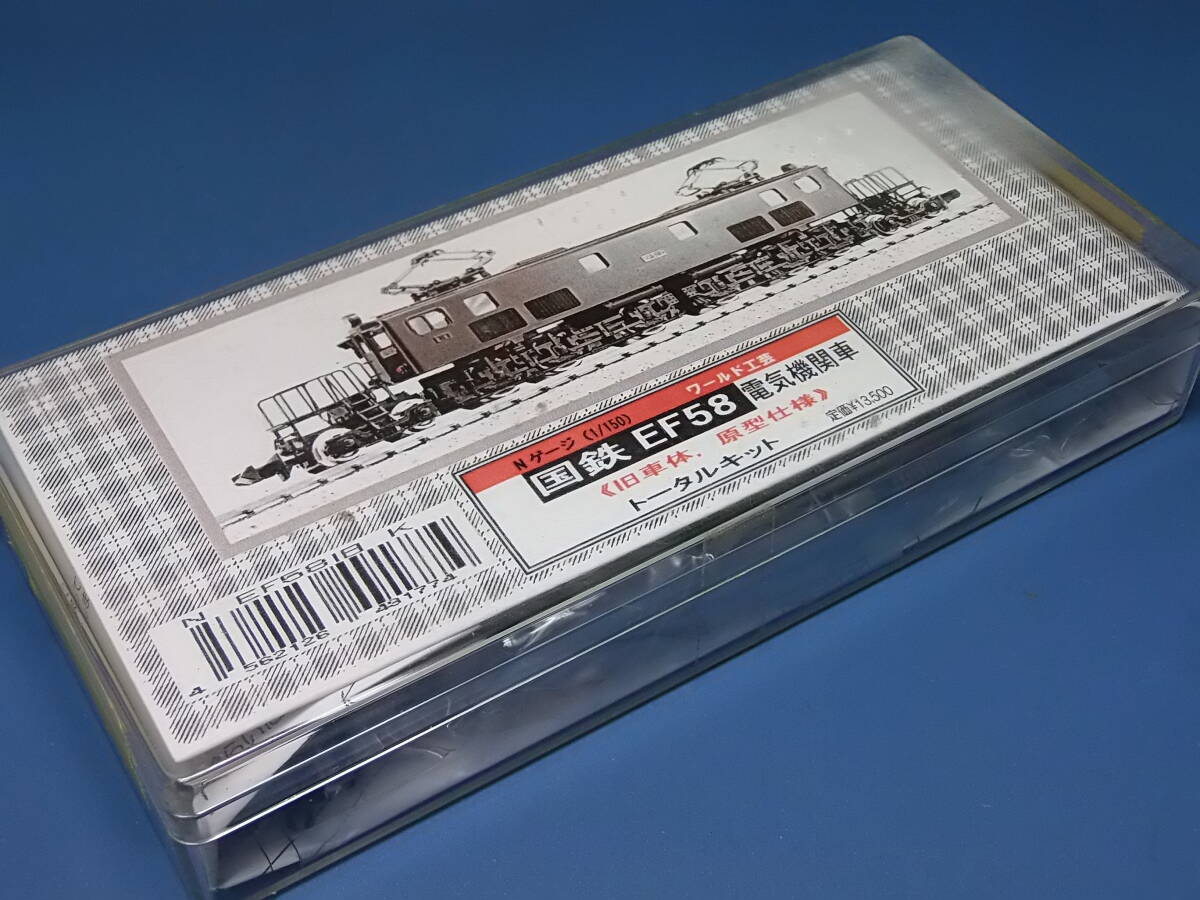 Nゲージ (1/150) ワールド工芸
国鉄 EF58 電気機関車
《旧車体．原型仕様》
トータルキット 定価¥13,500
N EF5818 K
4 562126 491774